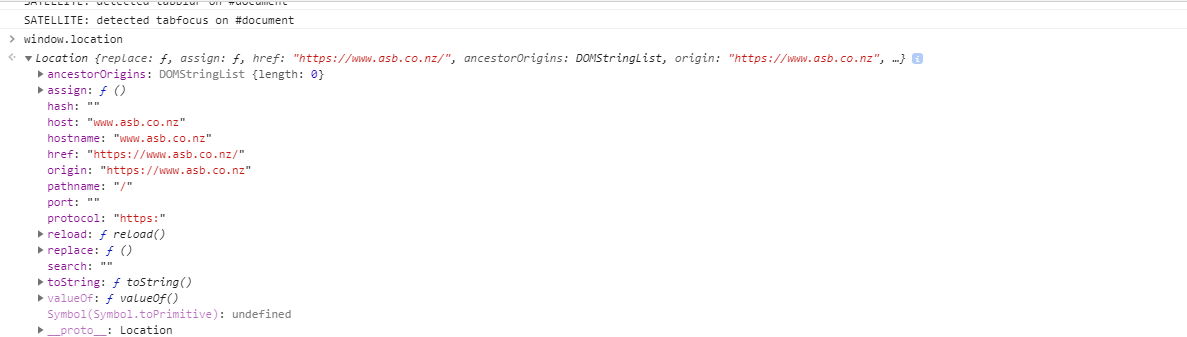 SATELLITE: detected tabblur on #document
SATELLITE: detected tabfocus on #document
window.location
Location {replace: ƒ, assign: ƒ, href: "https://www.asb.co.nz/", ancestorOrigins: DOMStringList, origin: "https://www.asb.co.nz", …} i
ancestorOrigins: DOMStringList {length: 0}
assign: ƒ ()
hash: ""
host: "www.asb.co.nz"
hostname: "www.asb.co.nz"
href: "https://www.asb.co.nz/"
origin: "https://www.asb.co.nz"
pathname: "/"
port: ""
protocol: "https:"
reload: ƒ reload()
replace: ƒ ()
search: ""
toString: ƒ toString()
valueOf: ƒ valueOf()
Symbol(Symbol.toPrimitive): undefined
__proto__: Location